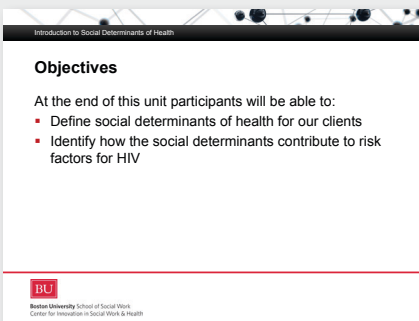 Introduction to Social Determinants of Health
Objectives
At the end of this unit participants will be able to:
▪ Define social determinants of health for our clients
▪ Identify how the social determinants contribute to risk
factors for HIV
BU
Boston University School of Social Work
Center for Innovation in Social Work & Health